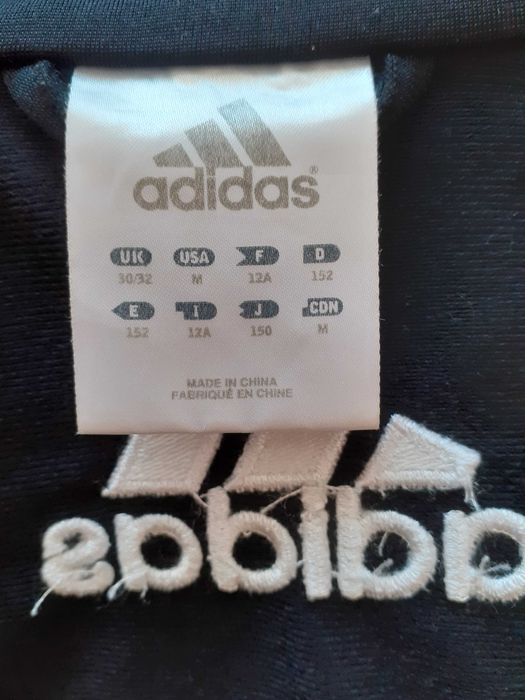 adidas®
UK USA F D
30/32 M 12A 152
E I J CDN
152 12A 150 M
MADE IN CHINA
FABRIQUÉ EN CHINE
adidas